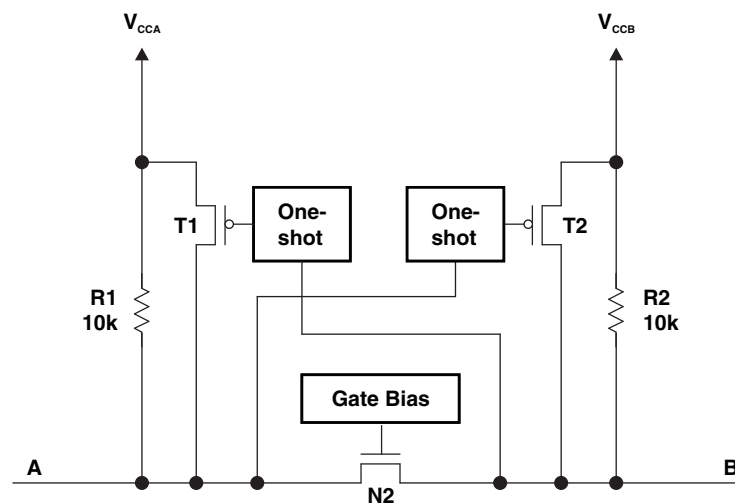 VCCA
VCCB
One-
shot
One-
shot
T1
T2
R1
10k
R2
10k
Gate Bias
A
B
N2